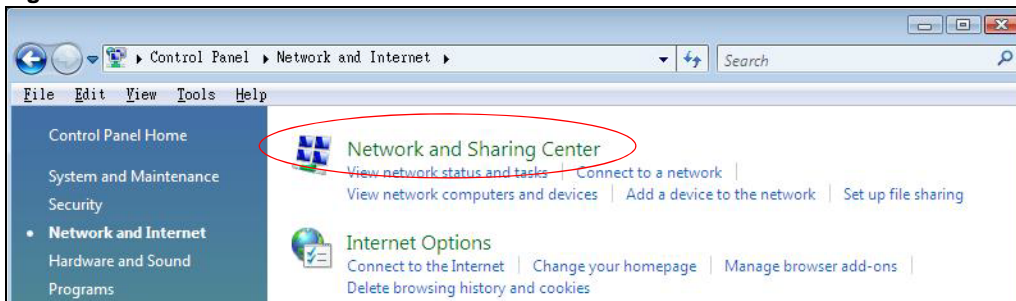 Control Panel Network and Internet Search
File Edit View Tools Help
Control Panel Home
System and Maintenance
Security
Network and Internet
Hardware and Sound
Programs
Network and Sharing Center
View network status and tasks Connect to a network
View network computers and devices Add a device to the network Set up file sharing
Internet Options
Connect to the Internet Change your homepage Manage browser add-ons
Delete browsing history and cookies